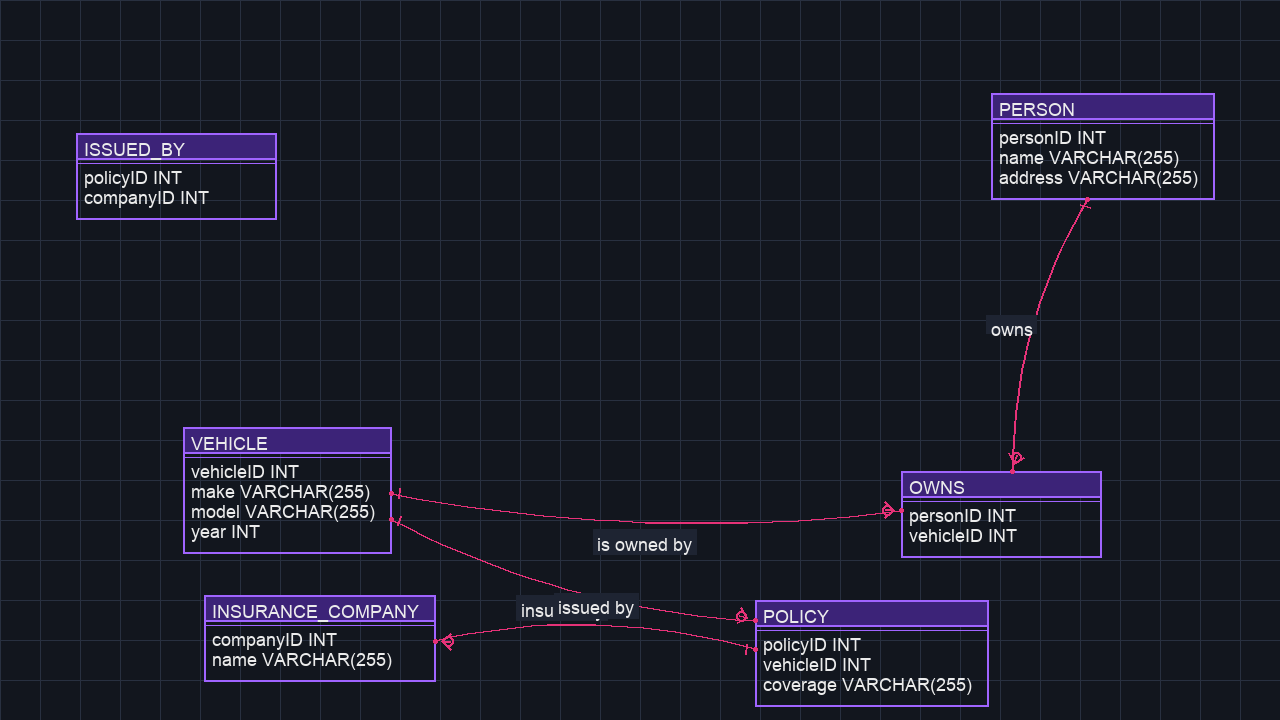 PERSON
personID INT
name VARCHAR(255)
address VARCHAR(255)
ISSUED_BY
policyID INT
companyID INT
owns
VEHICLE
vehicleID INT
make VARCHAR(255)
model VARCHAR(255)
year INT
OWNS
personID INT
vehicleID INT
is owned by
INSURANCE_COMPANY
companyID INT
name VARCHAR(255)
issued by
POLICY
policyID INT
vehicleID INT
coverage VARCHAR(255)